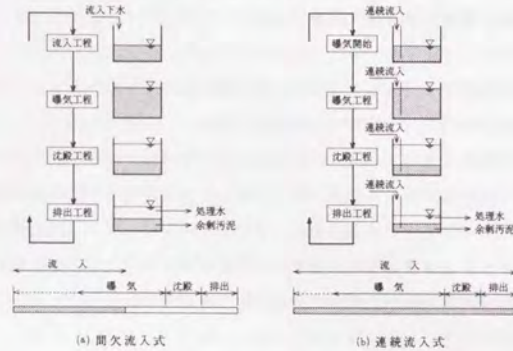 流入下水
流入工程
曝気工程
沈殿工程
排出工程
処理水
余剰汚泥
流 入
曝 気
沈殿
排出
(a) 間欠流入式
連続流入
曝気開始
連続流入
曝気工程
連続流入
沈殿工程
連続流入
排出工程
処理水
余剰汚泥
流 入
曝 気
沈殿
排出
(b) 連続流入式